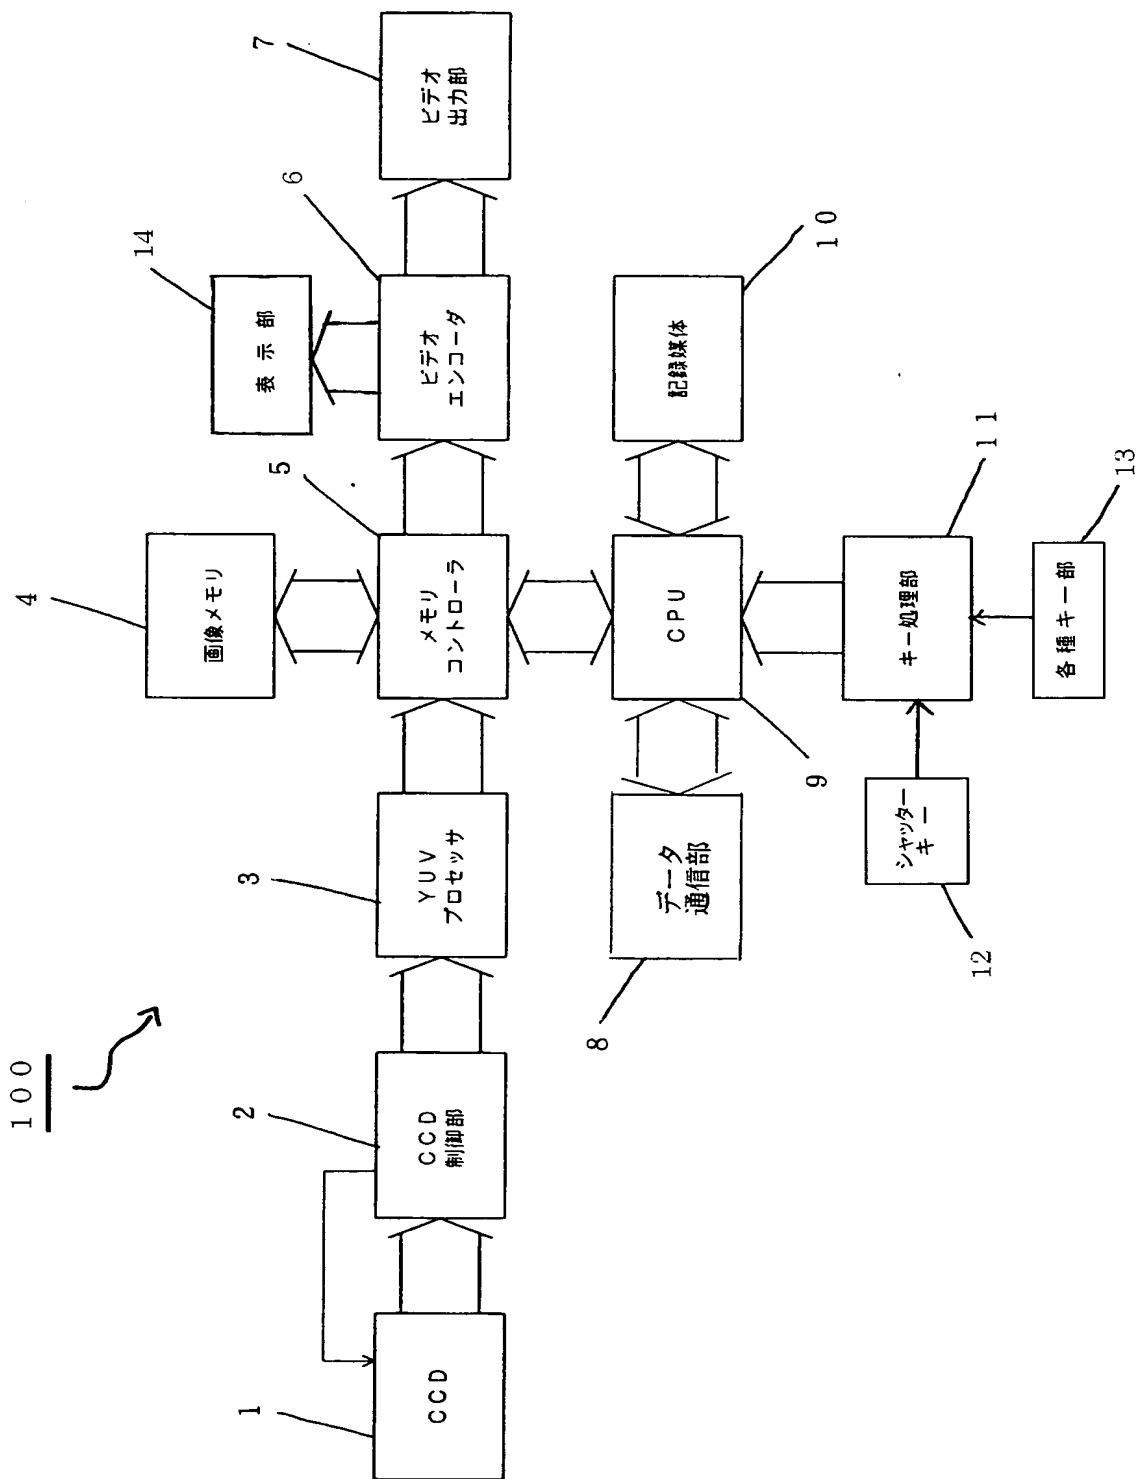 100
1
CCD
2
CCD
制御部
3
YUV
プロセッサ
4
画像メモリ
5
メモリ
コントローラ
14
表示部
6
ビデオ
エンコーダ
7
ビデオ
出力部
8
データ
通信部
9
CPU
10
記録媒体
12
シャッター
キー
11
キー処理部
13
各種キー部